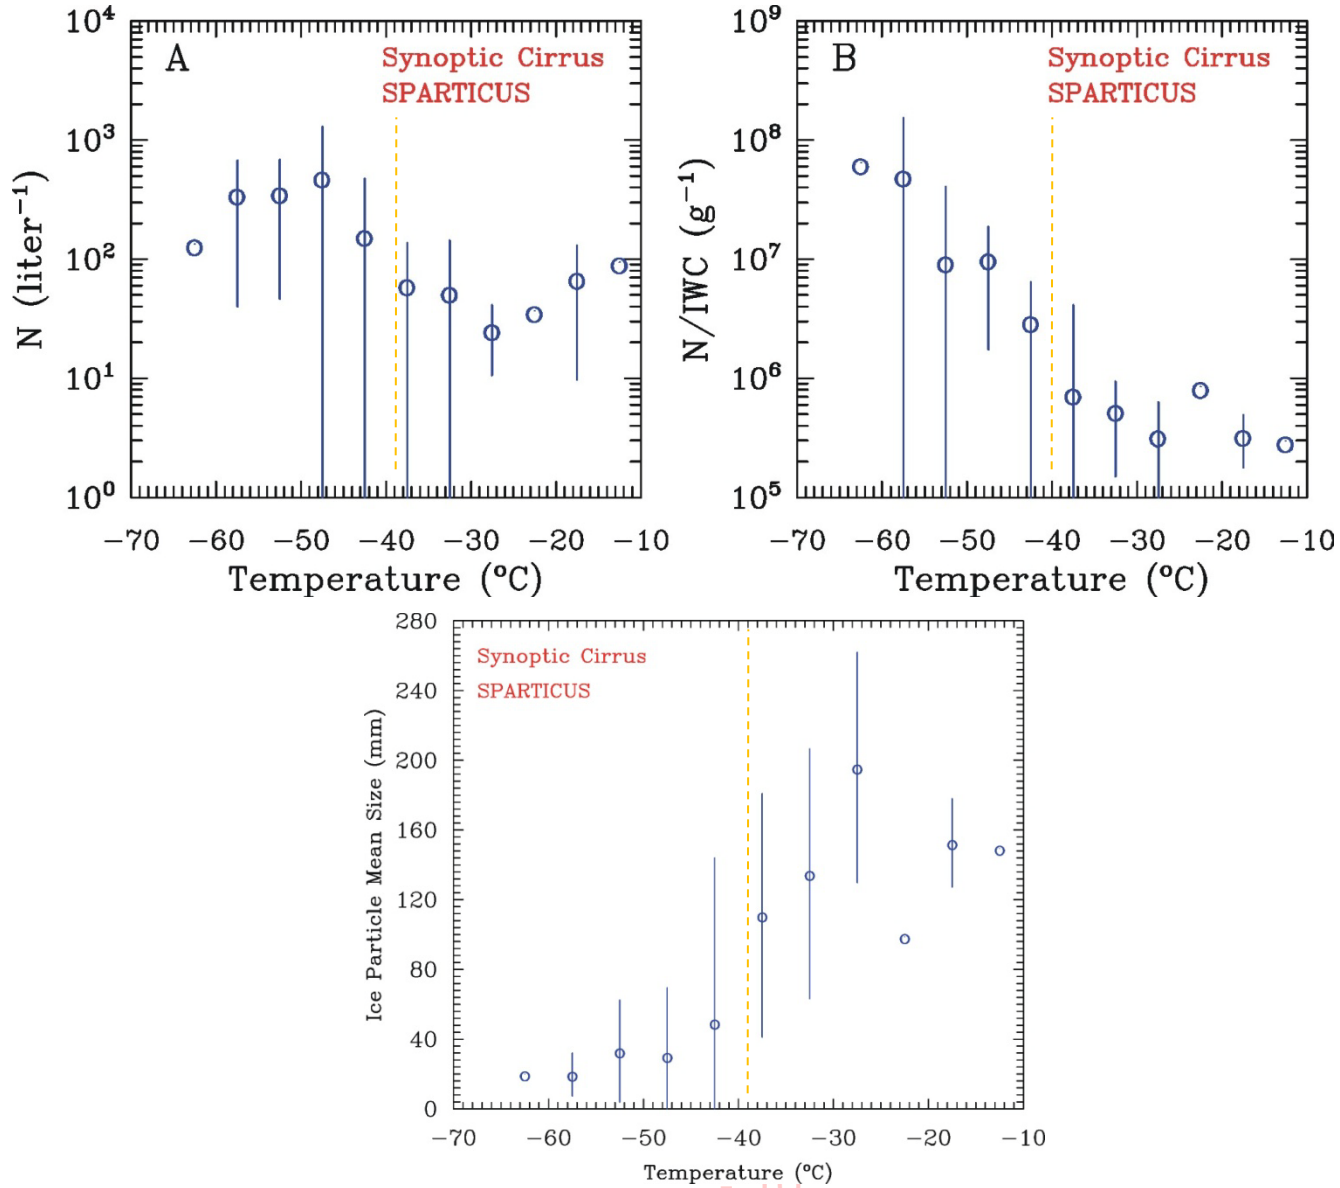 A
Synoptic Cirrus
SPARTICUS
N (liter⁻¹)
10⁴
10³
10²
10¹
10⁰
−70 −60 −50 −40 −30 −20 −10
Temperature (°C)
B
Synoptic Cirrus
SPARTICUS
N/IWC (g⁻¹)
10⁹
10⁸
10⁷
10⁶
10⁵
−70 −60 −50 −40 −30 −20 −10
Temperature (°C)
Synoptic Cirrus
SPARTICUS
Ice Particle Mean Size (mm)
280
240
200
160
120
80
40
0
−70 −60 −50 −40 −30 −20 −10
Temperature (°C)